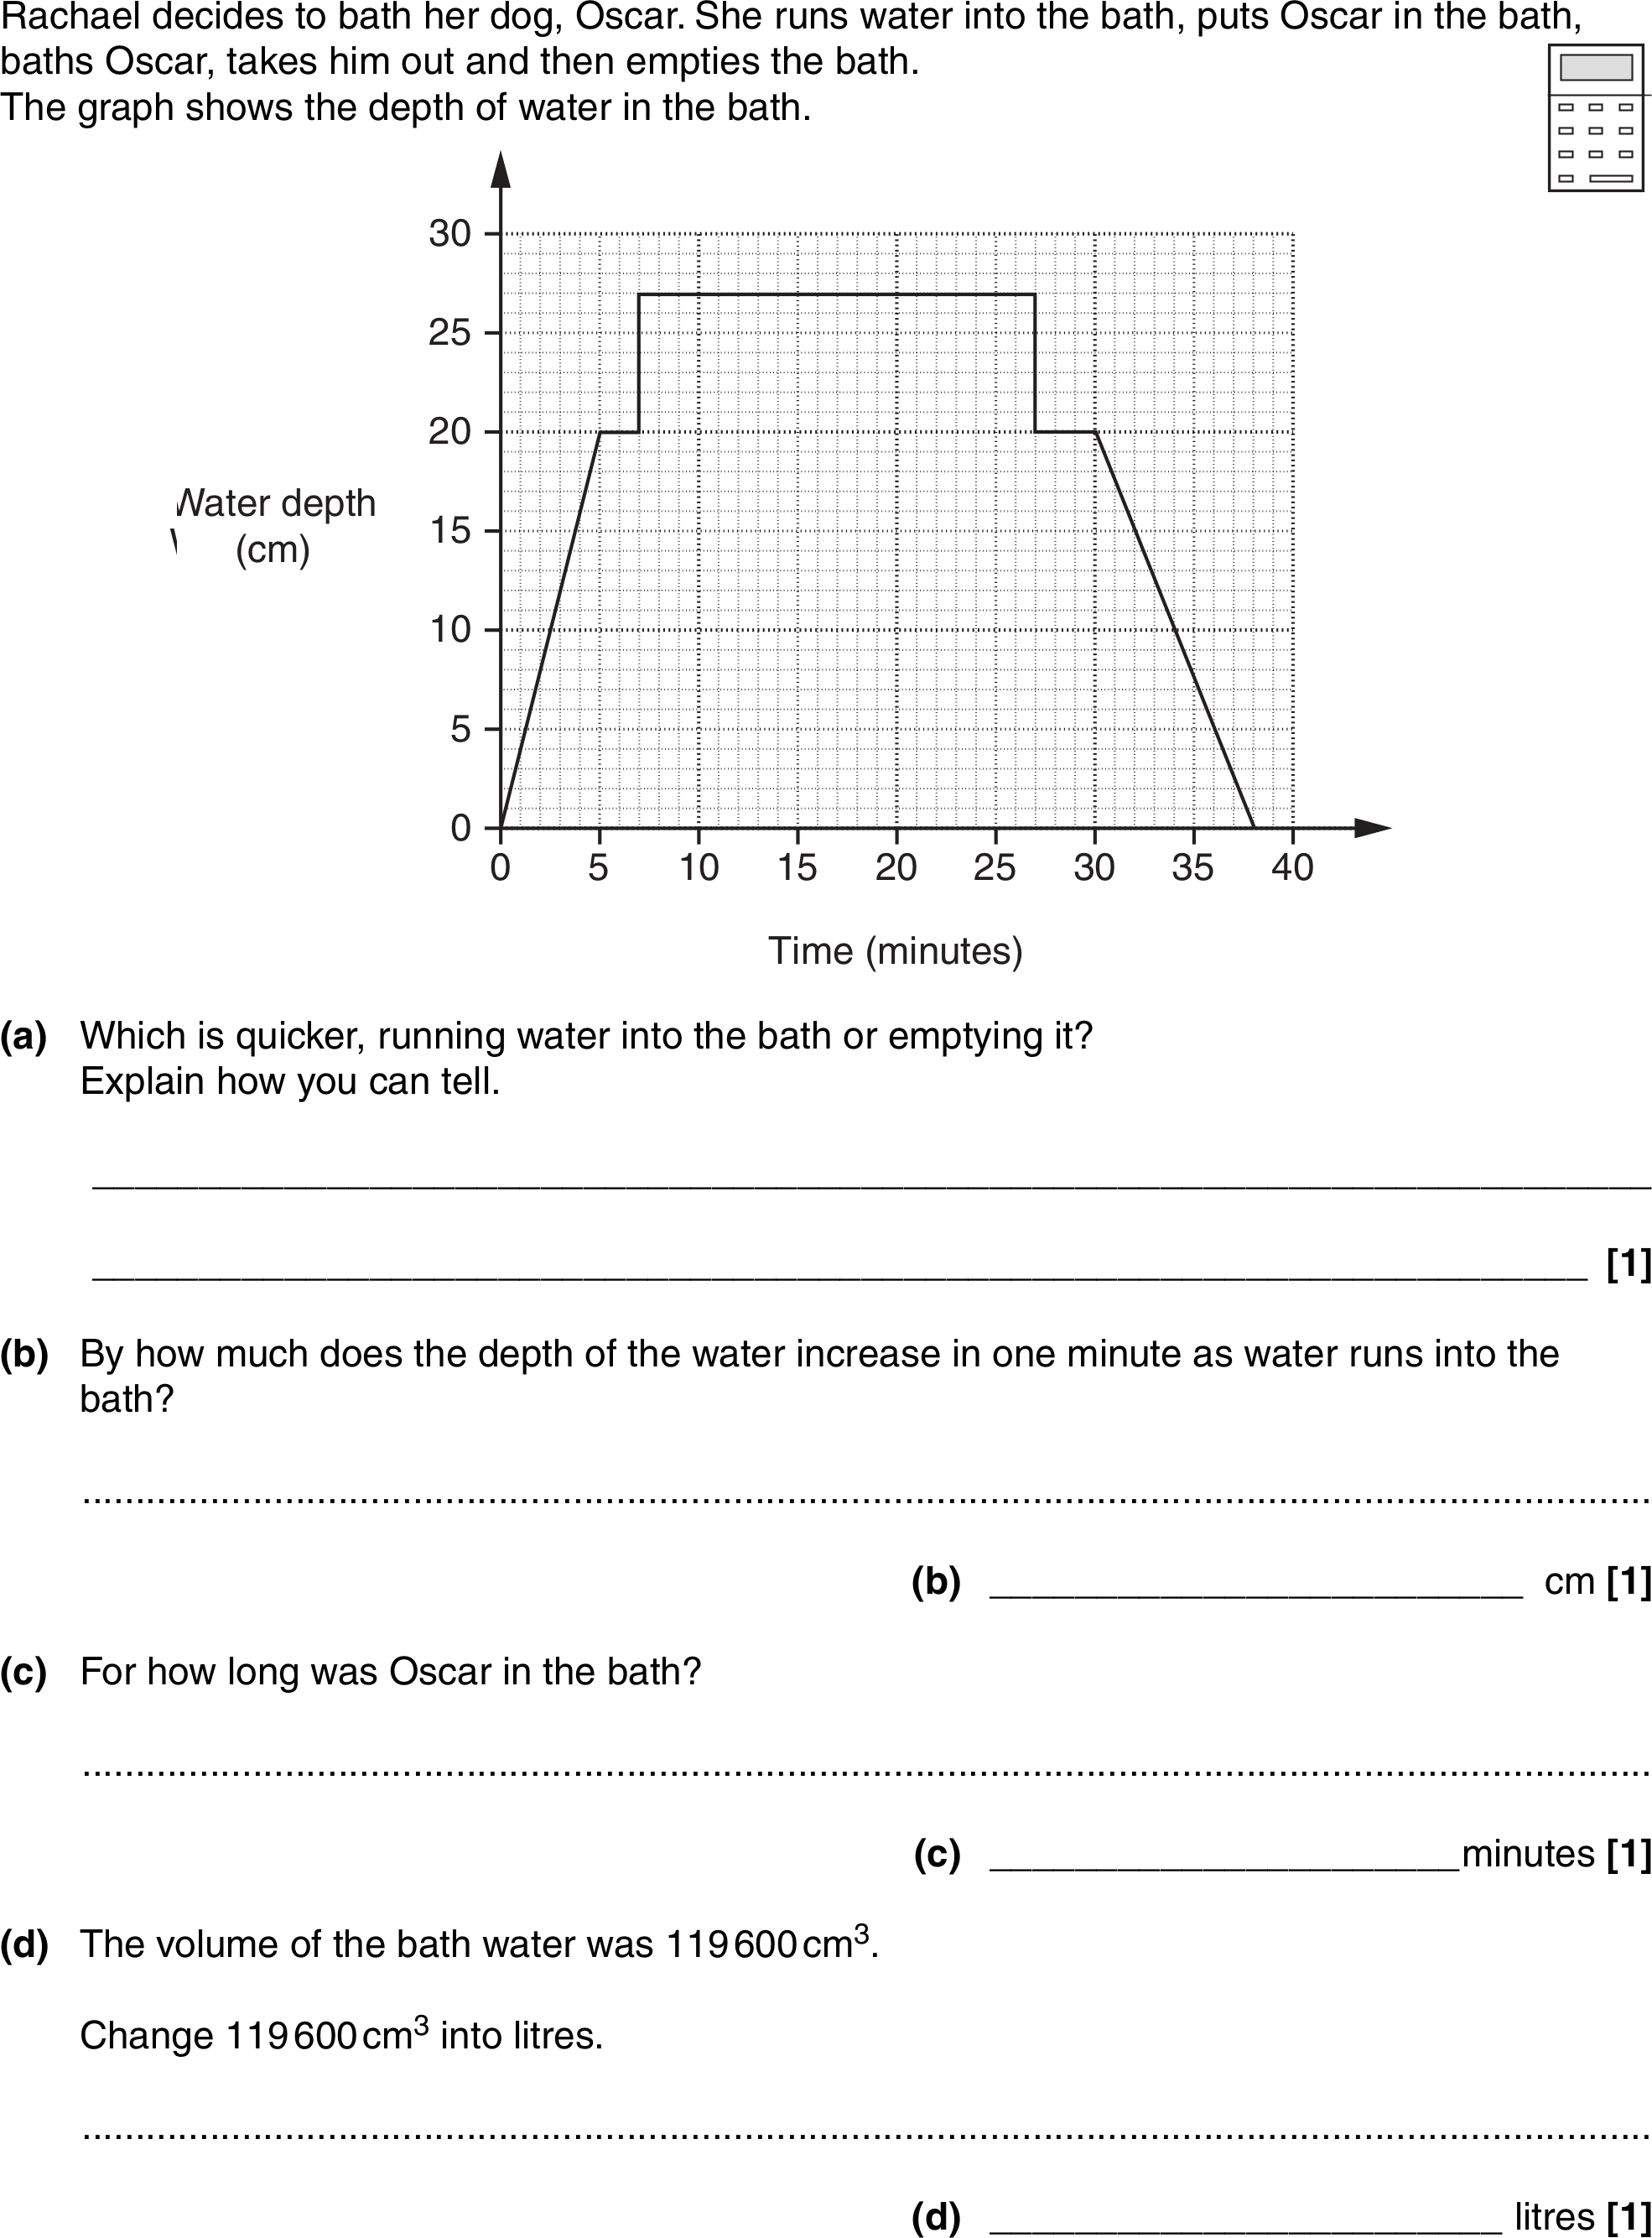 Rachael decides to bath her dog, Oscar. She runs water into the bath, puts Oscar in the bath,
baths Oscar, takes him out and then empties the bath.
The graph shows the depth of water in the bath.
30
25
20
Water depth
(cm)
15
10
5
0
0 5 10 15 20 25 30 35 40
Time (minutes)
(a) Which is quicker, running water into the bath or emptying it?
Explain how you can tell.
[1]
(b) By how much does the depth of the water increase in one minute as water runs into the
bath?
(b) cm [1]
(c) For how long was Oscar in the bath?
(c) minutes [1]
(d) The volume of the bath water was 119 600 cm³.
Change 119 600 cm³ into litres.
(d) litres [1]